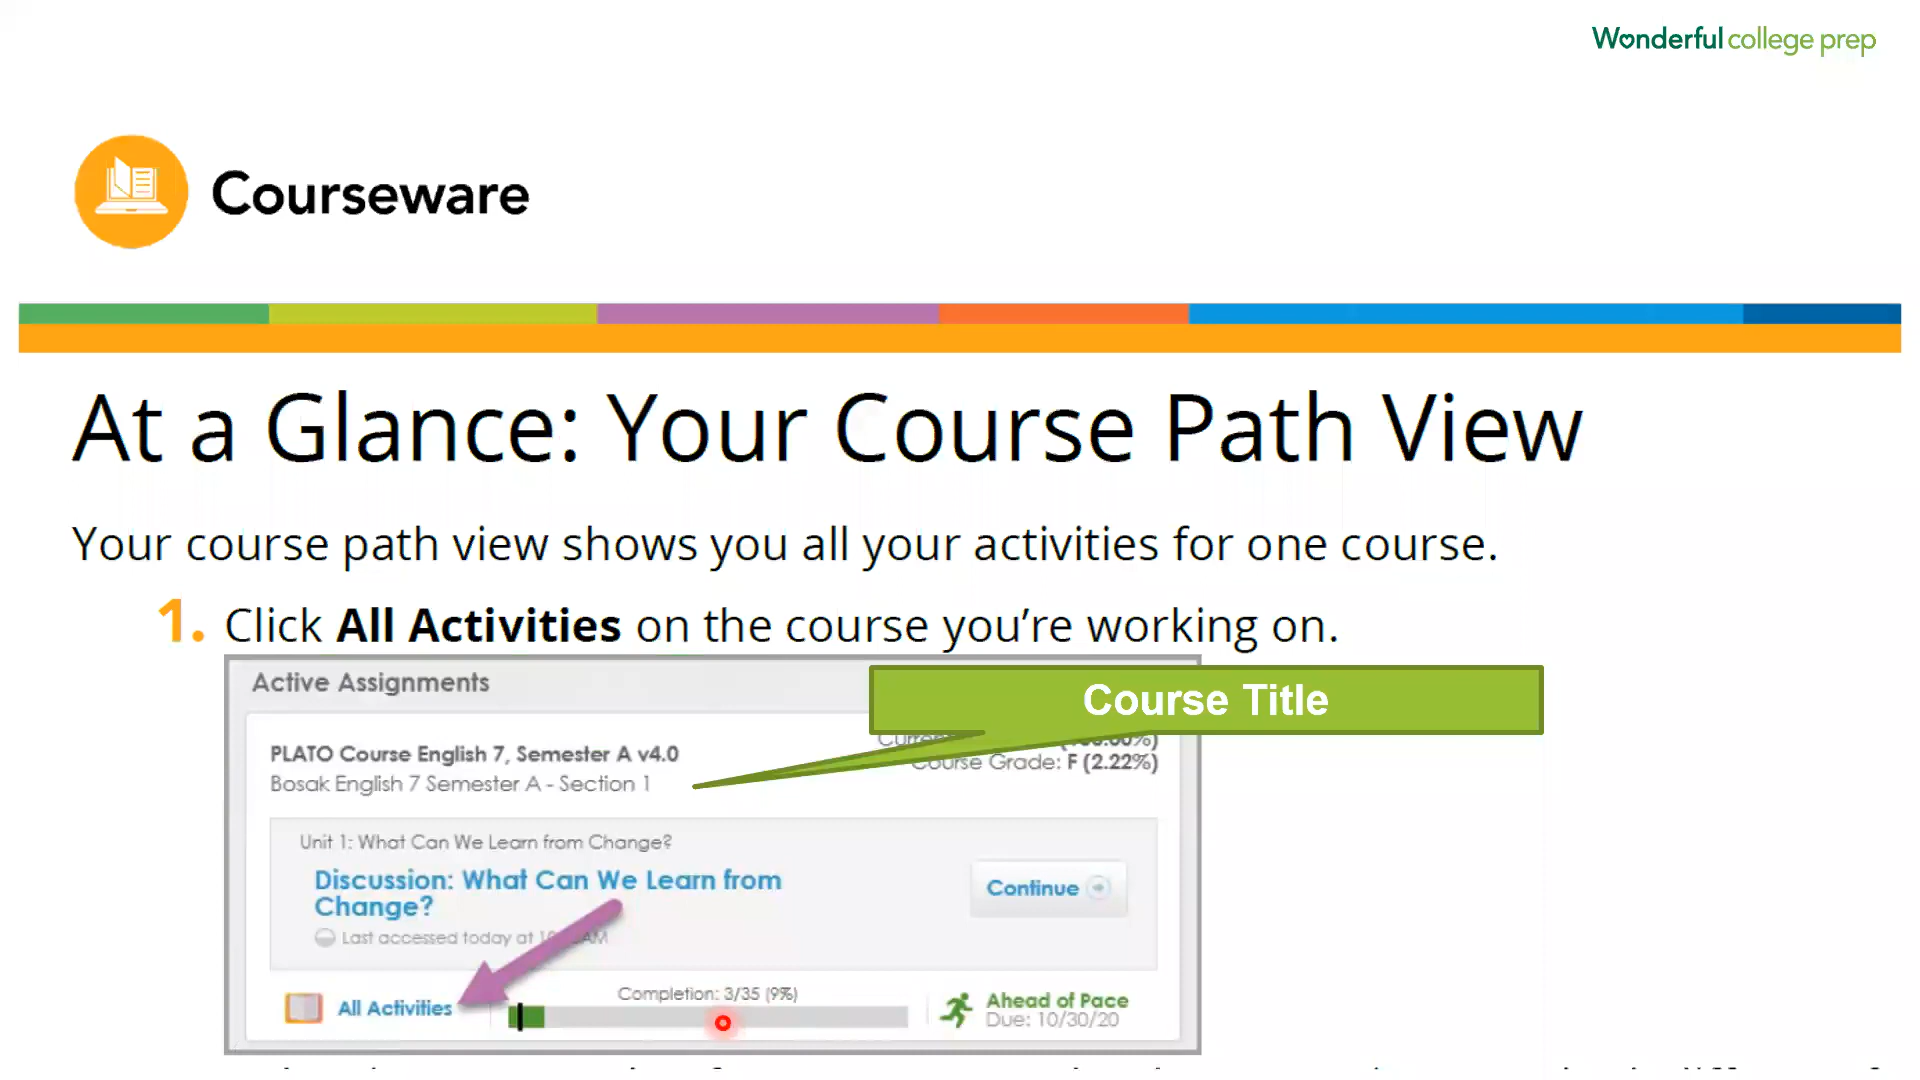 Wonderful college prep
Courseware
At a Glance: Your Course Path View
Your course path view shows you all your activities for one course.
1. Click All Activities on the course you're working on.
Active Assignments
Course Title
PLATO Course English 7, Semester A v4.0
Bosak English 7 Semester A - Section 1
Course Grade: F (2.22%)
Unit 1: What Can We Learn from Change?
Discussion: What Can We Learn from
Change?
Continue
Last accessed today at
All Activities
Completion: 3/35 (9%)
Ahead of Pace
Due: 10/30/20